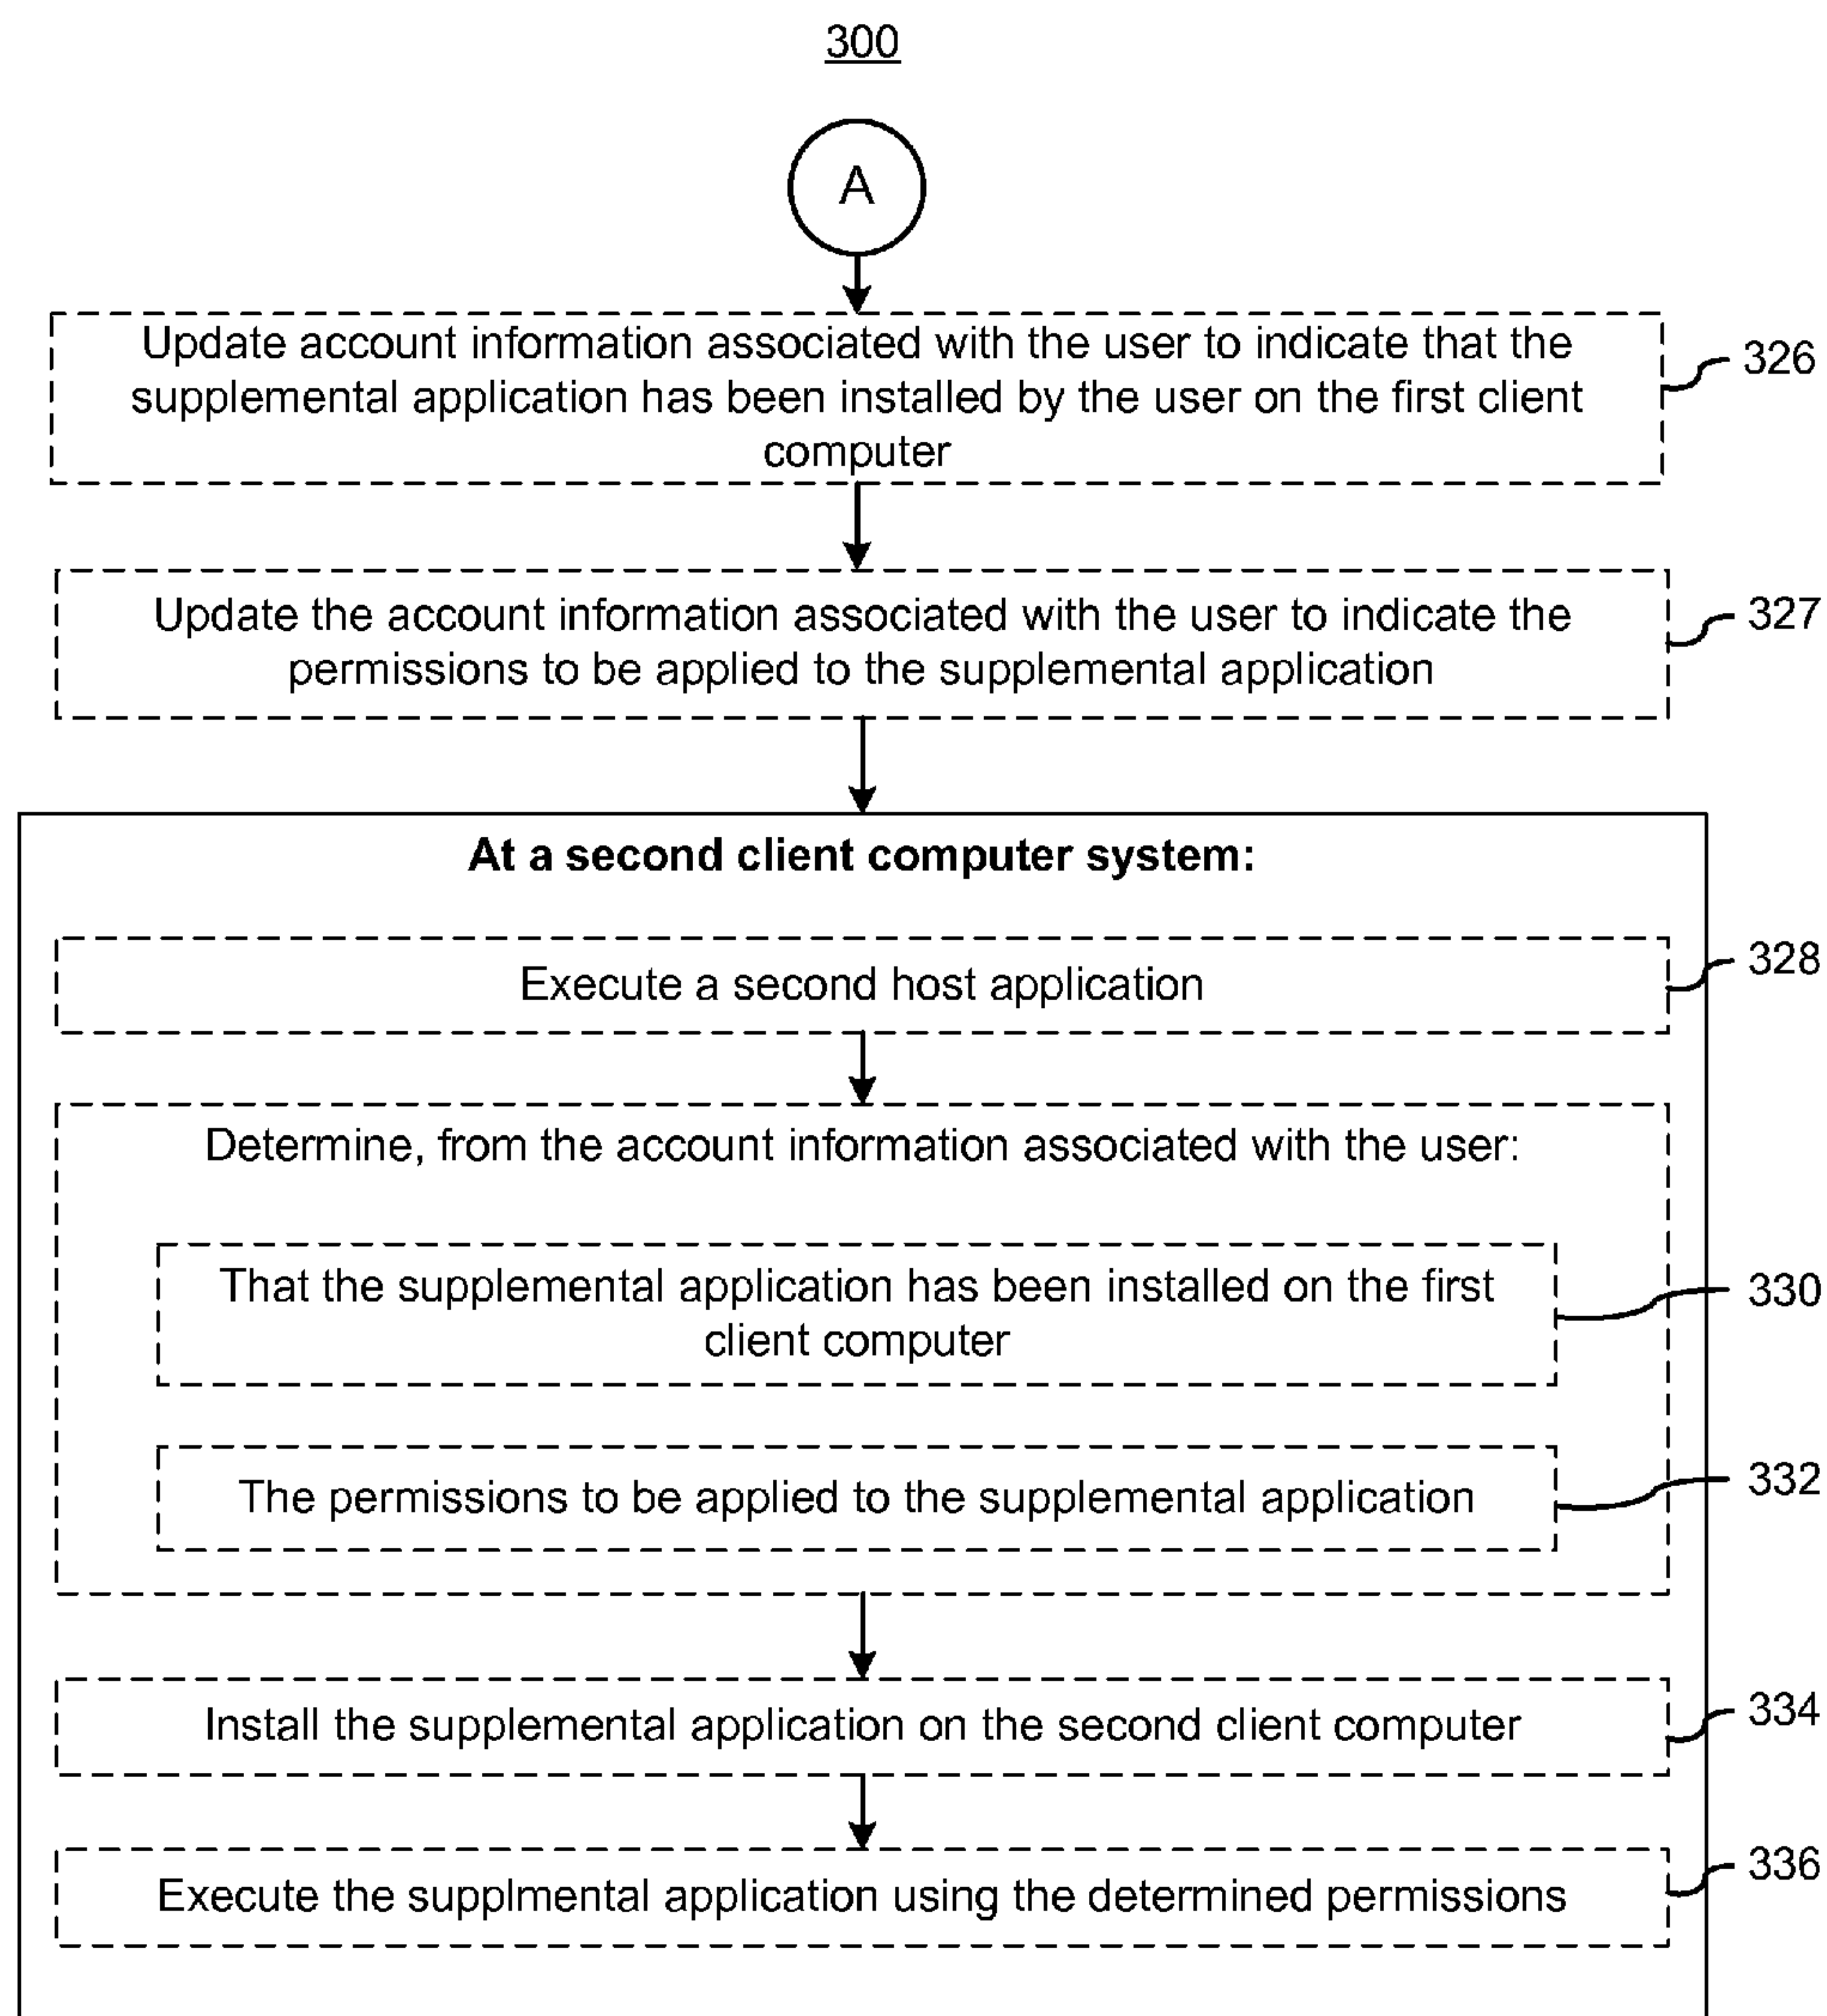 300
A
Update account information associated with the user to indicate that the
supplemental application has been installed by the user on the first client
computer
326
Update the account information associated with the user to indicate the
permissions to be applied to the supplemental application
327
At a second client computer system:
Execute a second host application
328
Determine, from the account information associated with the user:
That the supplemental application has been installed on the first
client computer
330
The permissions to be applied to the supplemental application
332
Install the supplemental application on the second client computer
334
Execute the supplmental application using the determined permissions
336